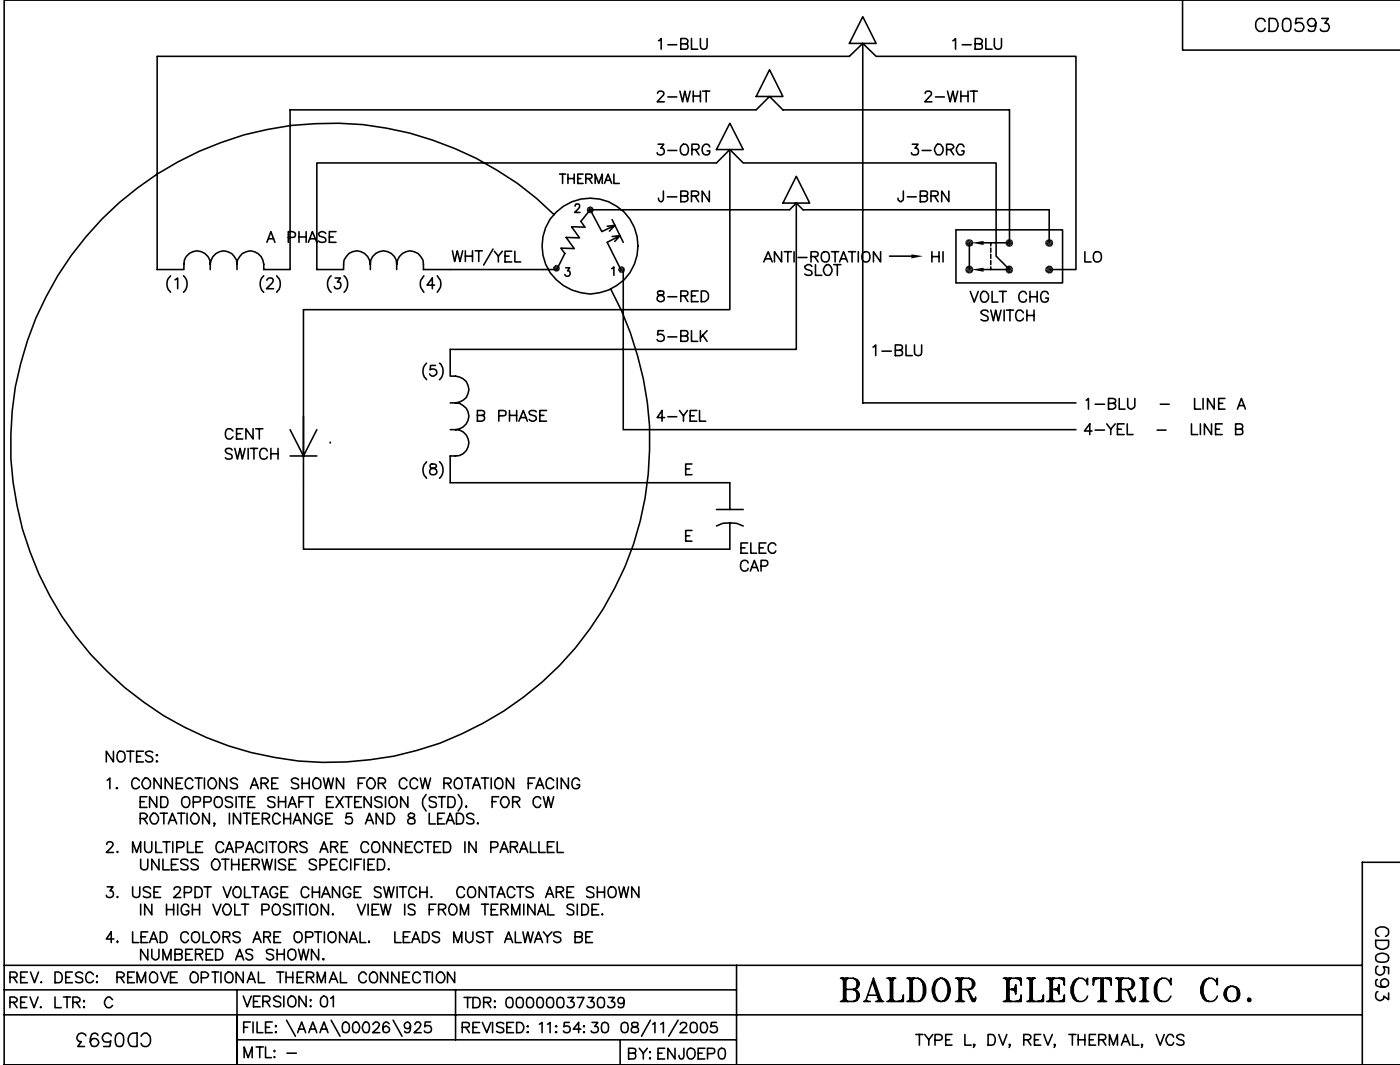 CD0593
1-BLU 1-BLU
2-WHT 2-WHT
3-ORG 3-ORG
THERMAL
J-BRN J-BRN
2
A PHASE
WHT/YEL
3 1
ANTI-ROTATION
SLOT
HI LO
(1) (2) (3) (4)
VOLT CHG
SWITCH
8-RED
5-BLK
1-BLU
(5)
B PHASE
4-YEL
1-BLU - LINE A
4-YEL - LINE B
CENT
SWITCH
(8)
E
E
ELEC
CAP
NOTES:
1. CONNECTIONS ARE SHOWN FOR CCW ROTATION FACING
END OPPOSITE SHAFT EXTENSION (STD). FOR CW
ROTATION, INTERCHANGE 5 AND 8 LEADS.
2. MULTIPLE CAPACITORS ARE CONNECTED IN PARALLEL
UNLESS OTHERWISE SPECIFIED.
3. USE 2PDT VOLTAGE CHANGE SWITCH. CONTACTS ARE SHOWN
IN HIGH VOLT POSITION. VIEW IS FROM TERMINAL SIDE.
4. LEAD COLORS ARE OPTIONAL. LEADS MUST ALWAYS BE
NUMBERED AS SHOWN.
CD0593
REV. DESC: REMOVE OPTIONAL THERMAL CONNECTION
REV. LTR: C
VERSION: 01
TDR: 000000373039
CD0593
FILE: \AAA\00026\925
REVISED: 11:54:30 08/11/2005
MTL: -
BY: ENJOEP0
BALDOR ELECTRIC Co.
TYPE L, DV, REV, THERMAL, VCS